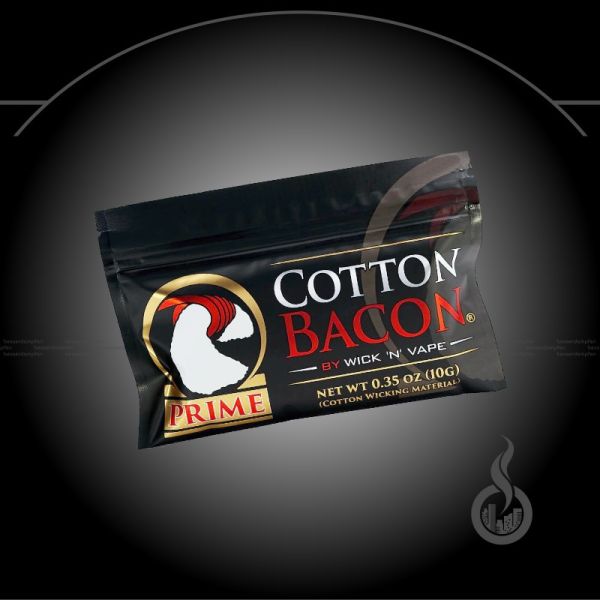 COTTON
BACON®
BY WICK 'N' VAPE
NET WT 0.35 OZ (10G)
(COTTON WICKING MATERIAL)
PRIME